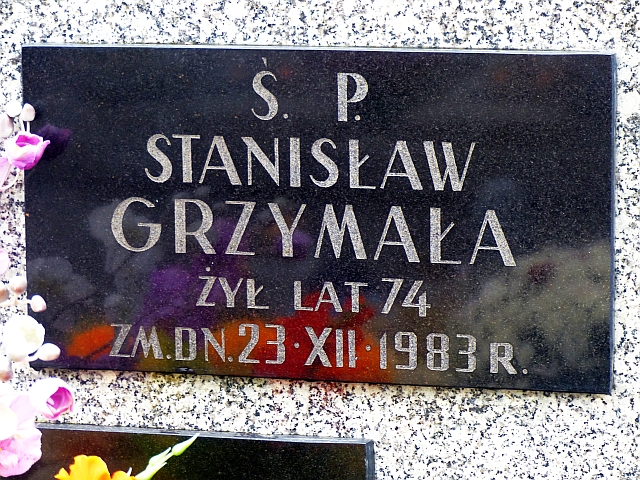 Ś. P.
STANISŁAW
GRZYMAŁA
ŻYŁ LAT 74
ZM. DN. 23·XII·1983 R.